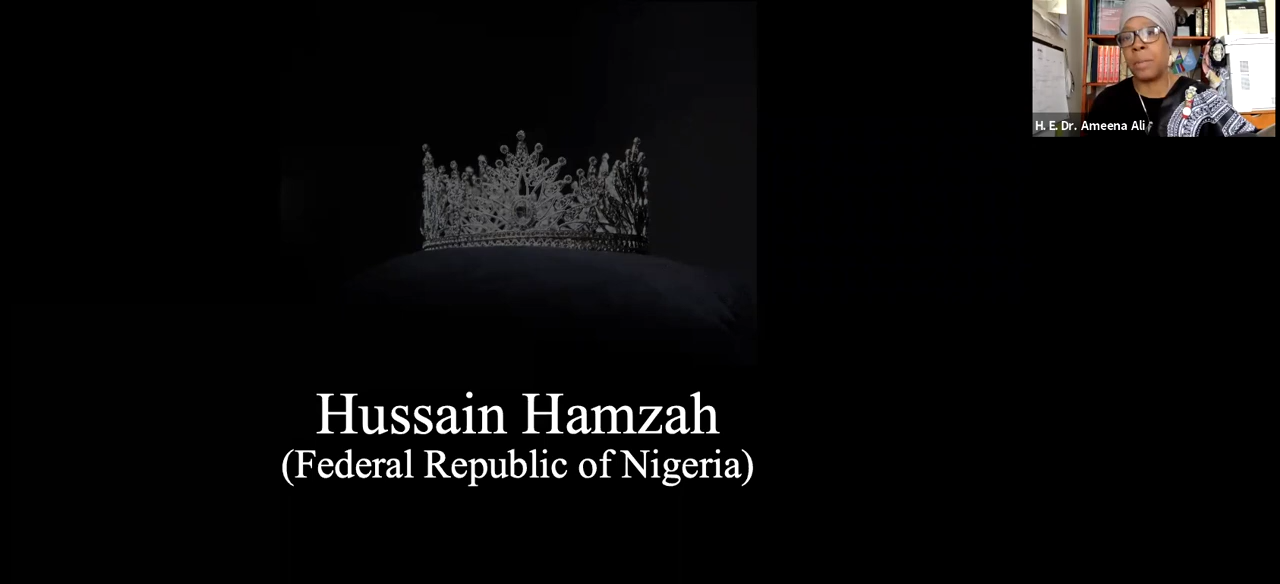 H. E. Dr. Ameena Ali
Hussain Hamzah
(Federal Republic of Nigeria)